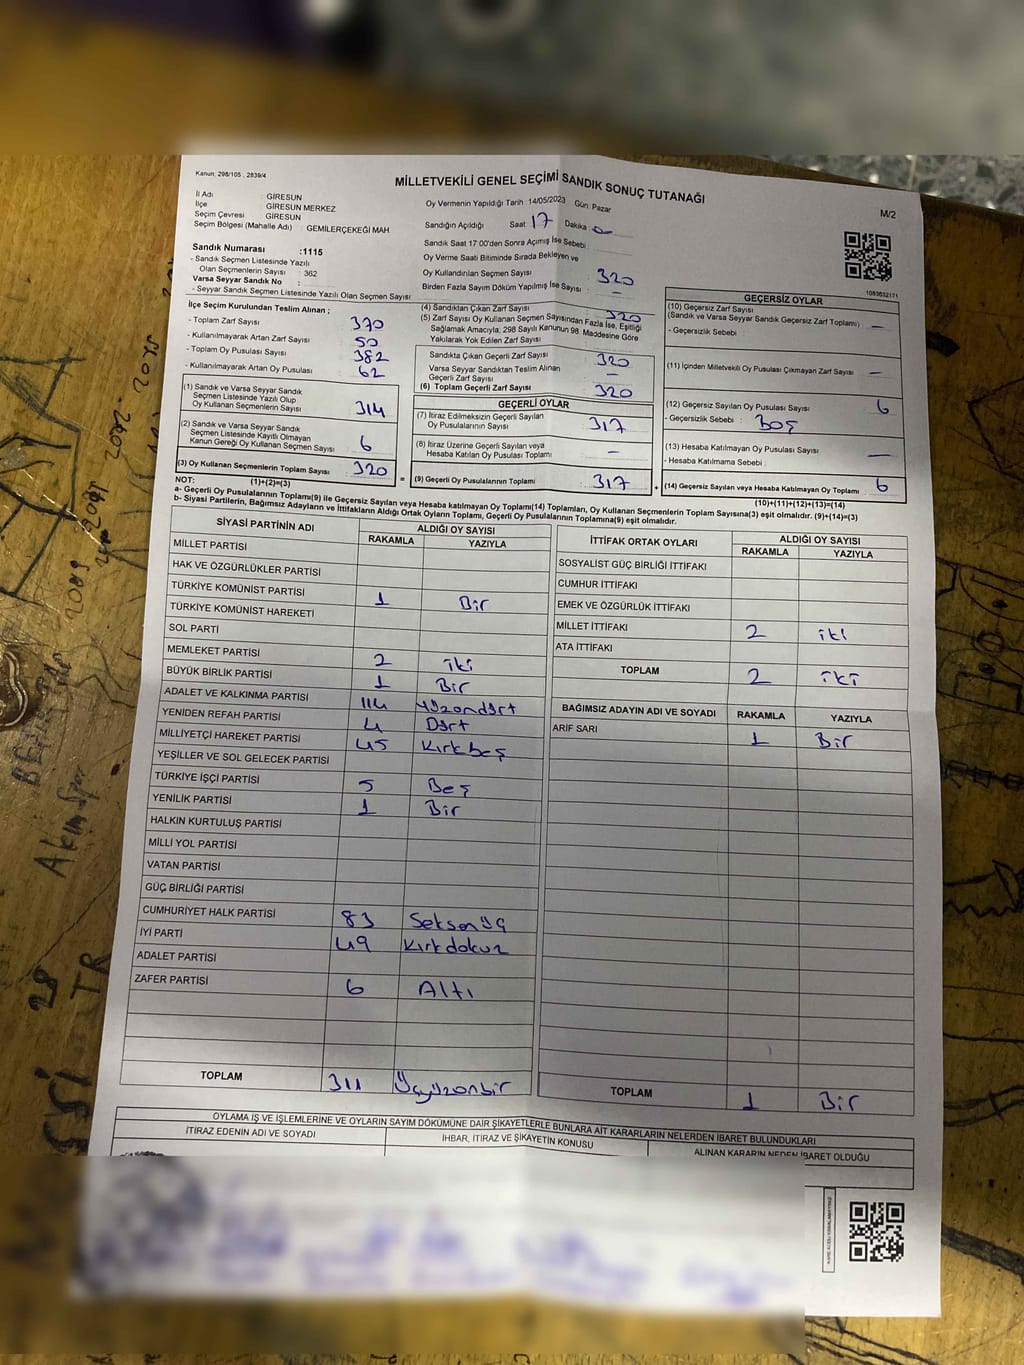 Kanun: 298/105 , 2839/4
MİLLETVEKİLİ GENEL SEÇİMİ SANDIK SONUÇ TUTANAĞI
M/2
İl Adı : GİRESUN
İlçe GİRESUN MERKEZ
Seçim Çevresi : GİRESUN
Seçim Bölgesi (Mahalle Adı) : GEMİLERÇEKEĞİ MAH.
Oy Vermenin Yapıldığı Tarih 14/05/2023 Gün: Pazar
Sandığın Açıldığı Saat 17 Dakika 0
Sandık Saat 17:00'den Sonra Açımış İse Sebebi :
Oy Verme Saati Bitiminde Sırada Bekleyen ve
Oy Kullandırılan Seçmen Sayısı : 320
Birden Fazla Sayım Döküm Yapılmış İse Sayısı : –
Sandık Numarası :1115
- Sandık Seçmen Listesinde Yazılı
Olan Seçmenlerin Sayısı : 362
Varsa Seyyar Sandık No :
- Seyyar Sandık Seçmen Listesinde Yazılı Olan Seçmen Sayısı
1083632171
İlçe Seçim Kurulundan Teslim Alınan ;
- Toplam Zarf Sayısı 370
- Kullanılmayarak Artan Zarf Sayısı 50
- Toplam Oy Pusulası Sayısı 382
- Kullanılmayarak Artan Oy Pusulası 62
(1) Sandık ve Varsa Seyyar Sandık
Seçmen Listesinde Yazılı Olup
Oy Kullanan Seçmenlerin Sayısı 314
(2) Sandık ve Varsa Seyyar Sandık
Seçmen Listesinde Kayıtlı Olmayan
Kanun Gereği Oy Kullanan Seçmen Sayısı 6
(3) Oy Kullanan Seçmenlerin Toplam Sayısı 320
(1)+(2)=(3)
(4) Sandıktan Çıkan Zarf Sayısı 320
(5) Zarf Sayısı Oy Kullanan Seçmen Sayısından Fazla İse, Eşitliği
Sağlamak Amacıyla, 298 Sayılı Kanunun 98. Maddesine Göre
Yakılarak Yok Edilen Zarf Sayısı
Sandıkta Çıkan Geçerli Zarf Sayısı 320
Varsa Seyyar Sandıktan Teslim Alınan
Geçerli Zarf Sayısı –
(6) Toplam Geçerli Zarf Sayısı 320
GEÇERLİ OYLAR
(7) İtiraz Edilmeksizin Geçerli Sayılan
Oy Pusulalarının Sayısı 317
(8) İtiraz Üzerine Geçerli Sayılan veya
Hesaba Katılan Oy Pusulası Toplamı –
= (9) Geçerli Oy Pusulalarının Toplamı 317 +
GEÇERSİZ OYLAR
(10) Geçersiz Zarf Sayısı
(Sandık ve Varsa Seyyar Sandık Geçersiz Zarf Toplamı) –
- Geçersizlik Sebebi :
(11) İçinden Milletvekili Oy Pusulası Çıkmayan Zarf Sayısı –
(12) Geçersiz Sayılan Oy Pusulası Sayısı 6
- Geçersizlik Sebebi : Boş
(13) Hesaba Katılmayan Oy Pusulası Sayısı –
- Hesaba Katılmama Sebebi :
(14) Geçersiz Sayılan veya Hesaba Katılmayan Oy Toplamı 6
(10)+(11)+(12)+(13)=(14)
NOT:
a- Geçerli Oy Pusulalarının Toplamı(9) ile Geçersiz Sayılan veya Hesaba katılmayan Oy Toplamı(14) Toplamları, Oy Kullanan Seçmenlerin Toplam Sayısına(3) eşit olmalıdır. (9)+(14)=(3)
b- Siyasi Partilerin, Bağımsız Adayların ve İttifakların Aldığı Ortak Oyların Toplamı, Geçerli Oy Pusulalarının Toplamına(9) eşit olmalıdır.
SİYASİ PARTİNİN ADI ALDIĞI OY SAYISI
RAKAMLA YAZIYLA
MİLLET PARTİSİ
HAK VE ÖZGÜRLÜKLER PARTİSİ
TÜRKİYE KOMÜNİST PARTİSİ 1 Bir
TÜRKİYE KOMÜNİST HAREKETİ
SOL PARTİ
MEMLEKET PARTİSİ 2 iki
BÜYÜK BİRLİK PARTİSİ 1 Bir
ADALET VE KALKINMA PARTİSİ 114 Yüzondört
YENİDEN REFAH PARTİSİ 4 Dört
MİLLİYETÇİ HAREKET PARTİSİ 45 Kırkbeş
YEŞİLLER VE SOL GELECEK PARTİSİ
TÜRKİYE İŞÇİ PARTİSİ 5 Beş
YENİLİK PARTİSİ 1 Bir
HALKIN KURTULUŞ PARTİSİ
MİLLİ YOL PARTİSİ
VATAN PARTİSİ
GÜÇ BİRLİĞİ PARTİSİ
CUMHURİYET HALK PARTİSİ 83 Seksenüç
İYİ PARTİ 49 Kırkdokuz
ADALET PARTİSİ
ZAFER PARTİSİ 6 Altı
TOPLAM 311 Üçyüzonbir
İTTİFAK ORTAK OYLARI ALDIĞI OY SAYISI
RAKAMLA YAZIYLA
SOSYALİST GÜÇ BİRLİĞİ İTTİFAKI
CUMHUR İTTİFAKI
EMEK VE ÖZGÜRLÜK İTTİFAKI
MİLLET İTTİFAKI 2 iki
ATA İTTİFAKI
TOPLAM 2 iki
BAĞIMSIZ ADAYIN ADI VE SOYADI RAKAMLA YAZIYLA
ARİF SARI 1 Bir
TOPLAM 1 Bir
OYLAMA İŞ VE İŞLEMLERİNE VE OYLARIN SAYIM DÖKÜMÜNE DAİR ŞİKAYETLERLE BUNLARA AİT KARARLARIN NELERDEN İBARET BULUNDUKLARI
İTİRAZ EDENİN ADI VE SOYADI İHBAR, İTİRAZ VE ŞİKAYETİN KONUSU ALINAN KARARIN NEDEN İBARET OLDUĞU
2009
Akım Spor
28
TR